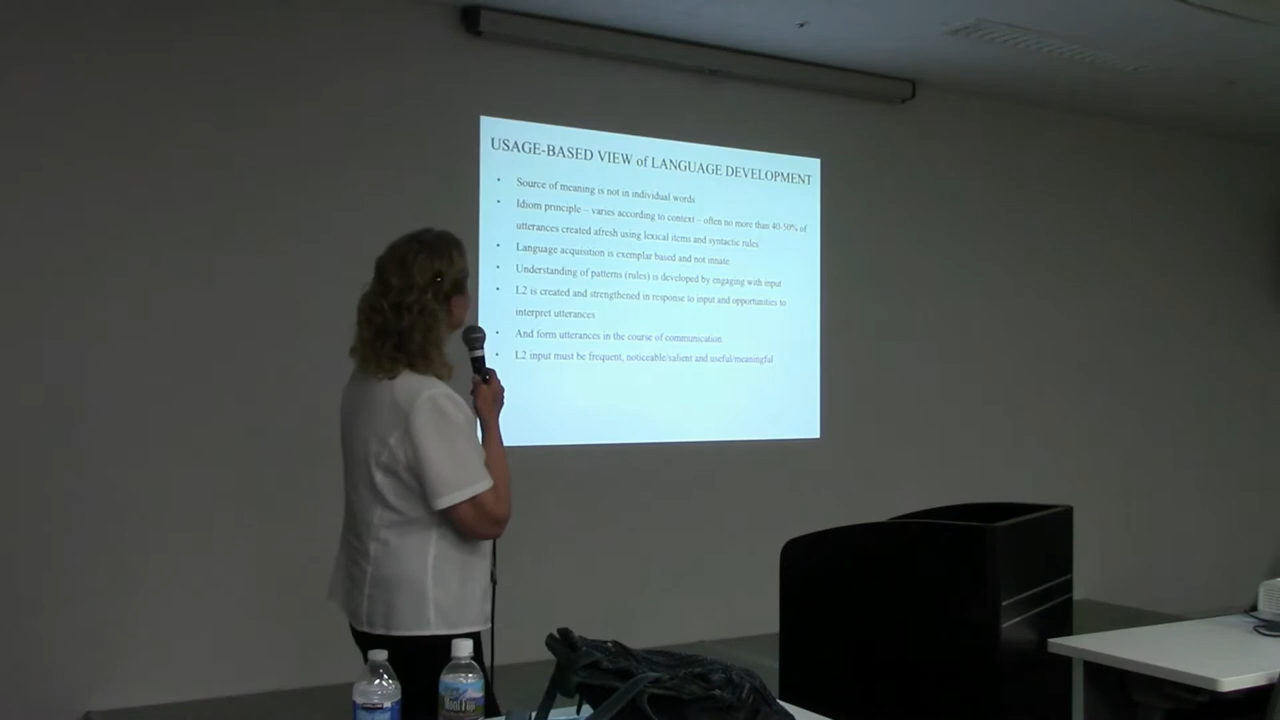 USAGE-BASED VIEW of LANGUAGE DEVELOPMENT
• Source of meaning is not in individual words
• Idiom principle – varies according to context – often no more than 40-50% of
utterances created afresh using lexical items and syntactic rules
• Language acquisition is exemplar based and not innate
• Understanding of patterns (rules) is developed by engaging with input
• L2 is created and strengthened in response to input and opportunities to
interpret utterances
• And form utterances in the course of communication
• L2 input must be frequent, noticeable/salient and useful/meaningful